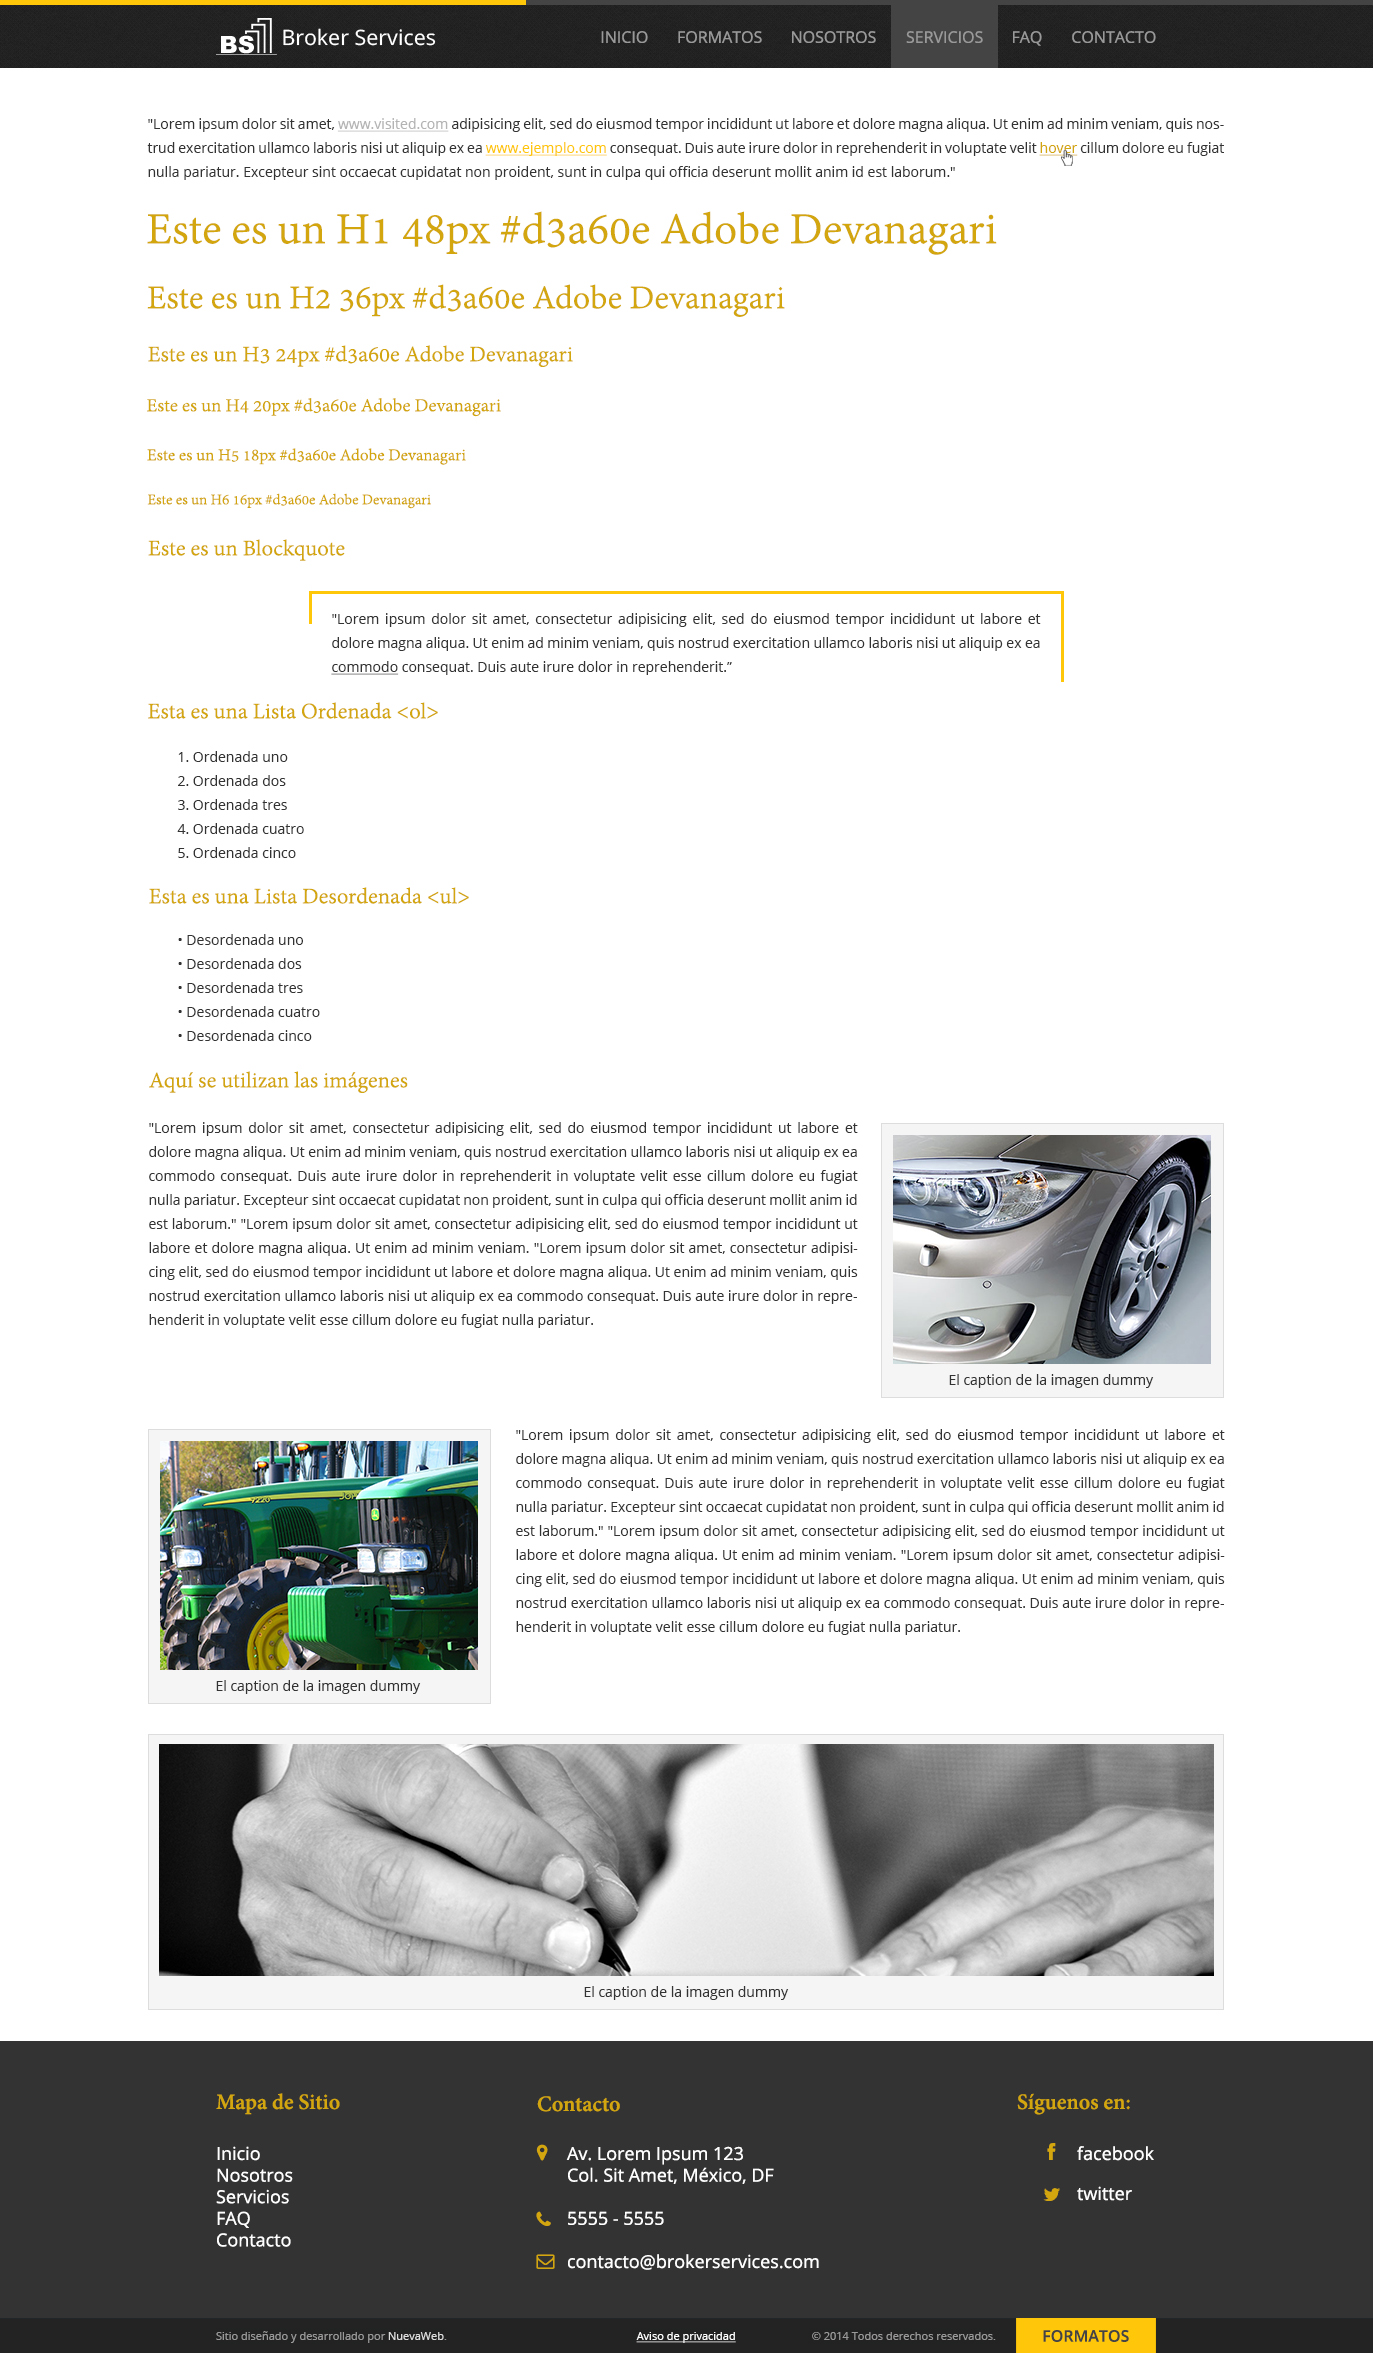 BS Broker Services
INICIO FORMATOS NOSOTROS SERVICIOS FAQ CONTACTO
"Lorem ipsum dolor sit amet, www.visited.com adipisicing elit, sed do eiusmod tempor incididunt ut labore et dolore magna aliqua. Ut enim ad minim veniam, quis nos-
trud exercitation ullamco laboris nisi ut aliquip ex ea www.ejemplo.com consequat. Duis aute irure dolor in reprehenderit in voluptate velit hover cillum dolore eu fugiat
nulla pariatur. Excepteur sint occaecat cupidatat non proident, sunt in culpa qui officia deserunt mollit anim id est laborum."
Este es un H1 48px #d3a60e Adobe Devanagari
Este es un H2 36px #d3a60e Adobe Devanagari
Este es un H3 24px #d3a60e Adobe Devanagari
Este es un H4 20px #d3a60e Adobe Devanagari
Este es un H5 18px #d3a60e Adobe Devanagari
Este es un H6 16px #d3a60e Adobe Devanagari
Este es un Blockquote
"Lorem ipsum dolor sit amet, consectetur adipisicing elit, sed do eiusmod tempor incididunt ut labore et
dolore magna aliqua. Ut enim ad minim veniam, quis nostrud exercitation ullamco laboris nisi ut aliquip ex ea
commodo consequat. Duis aute irure dolor in reprehenderit.”
Esta es una Lista Ordenada <ol>
1. Ordenada uno
2. Ordenada dos
3. Ordenada tres
4. Ordenada cuatro
5. Ordenada cinco
Esta es una Lista Desordenada <ul>
• Desordenada uno
• Desordenada dos
• Desordenada tres
• Desordenada cuatro
• Desordenada cinco
Aquí se utilizan las imágenes
"Lorem ipsum dolor sit amet, consectetur adipisicing elit, sed do eiusmod tempor incididunt ut labore et
dolore magna aliqua. Ut enim ad minim veniam, quis nostrud exercitation ullamco laboris nisi ut aliquip ex ea
commodo consequat. Duis aute irure dolor in reprehenderit in voluptate velit esse cillum dolore eu fugiat
nulla pariatur. Excepteur sint occaecat cupidatat non proident, sunt in culpa qui officia deserunt mollit anim id
est laborum." "Lorem ipsum dolor sit amet, consectetur adipisicing elit, sed do eiusmod tempor incididunt ut
labore et dolore magna aliqua. Ut enim ad minim veniam. "Lorem ipsum dolor sit amet, consectetur adipisi-
cing elit, sed do eiusmod tempor incididunt ut labore et dolore magna aliqua. Ut enim ad minim veniam, quis
nostrud exercitation ullamco laboris nisi ut aliquip ex ea commodo consequat. Duis aute irure dolor in repre-
henderit in voluptate velit esse cillum dolore eu fugiat nulla pariatur.
El caption de la imagen dummy
7220
El caption de la imagen dummy
"Lorem ipsum dolor sit amet, consectetur adipisicing elit, sed do eiusmod tempor incididunt ut labore et
dolore magna aliqua. Ut enim ad minim veniam, quis nostrud exercitation ullamco laboris nisi ut aliquip ex ea
commodo consequat. Duis aute irure dolor in reprehenderit in voluptate velit esse cillum dolore eu fugiat
nulla pariatur. Excepteur sint occaecat cupidatat non proident, sunt in culpa qui officia deserunt mollit anim id
est laborum." "Lorem ipsum dolor sit amet, consectetur adipisicing elit, sed do eiusmod tempor incididunt ut
labore et dolore magna aliqua. Ut enim ad minim veniam. "Lorem ipsum dolor sit amet, consectetur adipisi-
cing elit, sed do eiusmod tempor incididunt ut labore et dolore magna aliqua. Ut enim ad minim veniam, quis
nostrud exercitation ullamco laboris nisi ut aliquip ex ea commodo consequat. Duis aute irure dolor in repre-
henderit in voluptate velit esse cillum dolore eu fugiat nulla pariatur.
El caption de la imagen dummy
Mapa de Sitio
Inicio
Nosotros
Servicios
FAQ
Contacto
Contacto
Av. Lorem Ipsum 123
Col. Sit Amet, México, DF
5555 - 5555
contacto@brokerservices.com
Síguenos en:
facebook
twitter
Sitio diseñado y desarrollado por NuevaWeb.
Aviso de privacidad
© 2014 Todos derechos reservados.
FORMATOS